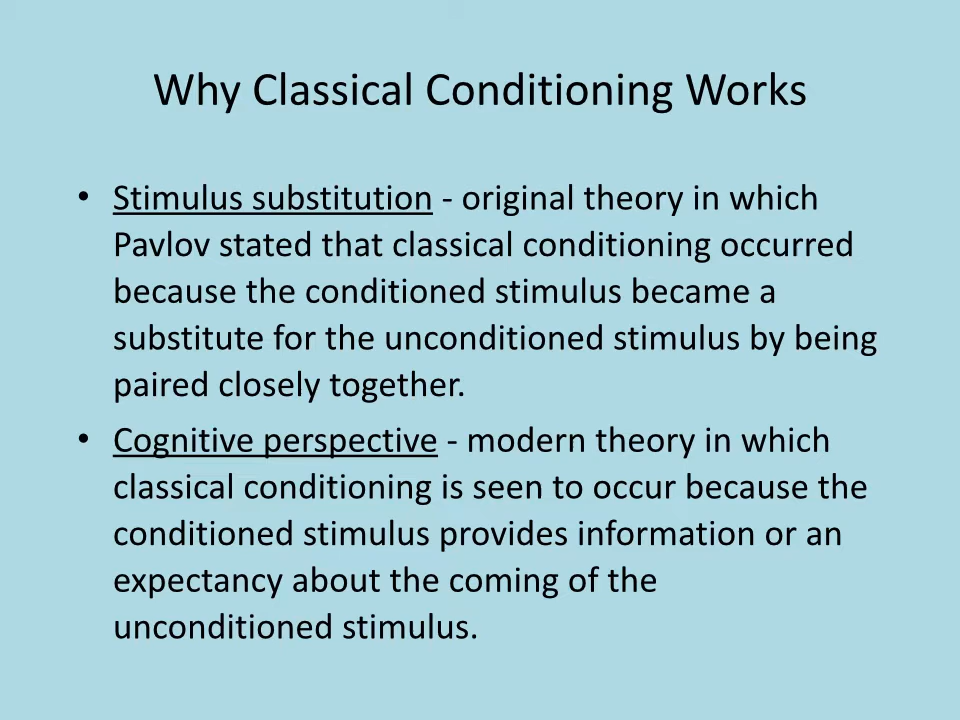 Why Classical Conditioning Works
• Stimulus substitution - original theory in which
Pavlov stated that classical conditioning occurred
because the conditioned stimulus became a
substitute for the unconditioned stimulus by being
paired closely together.
• Cognitive perspective - modern theory in which
classical conditioning is seen to occur because the
conditioned stimulus provides information or an
expectancy about the coming of the
unconditioned stimulus.